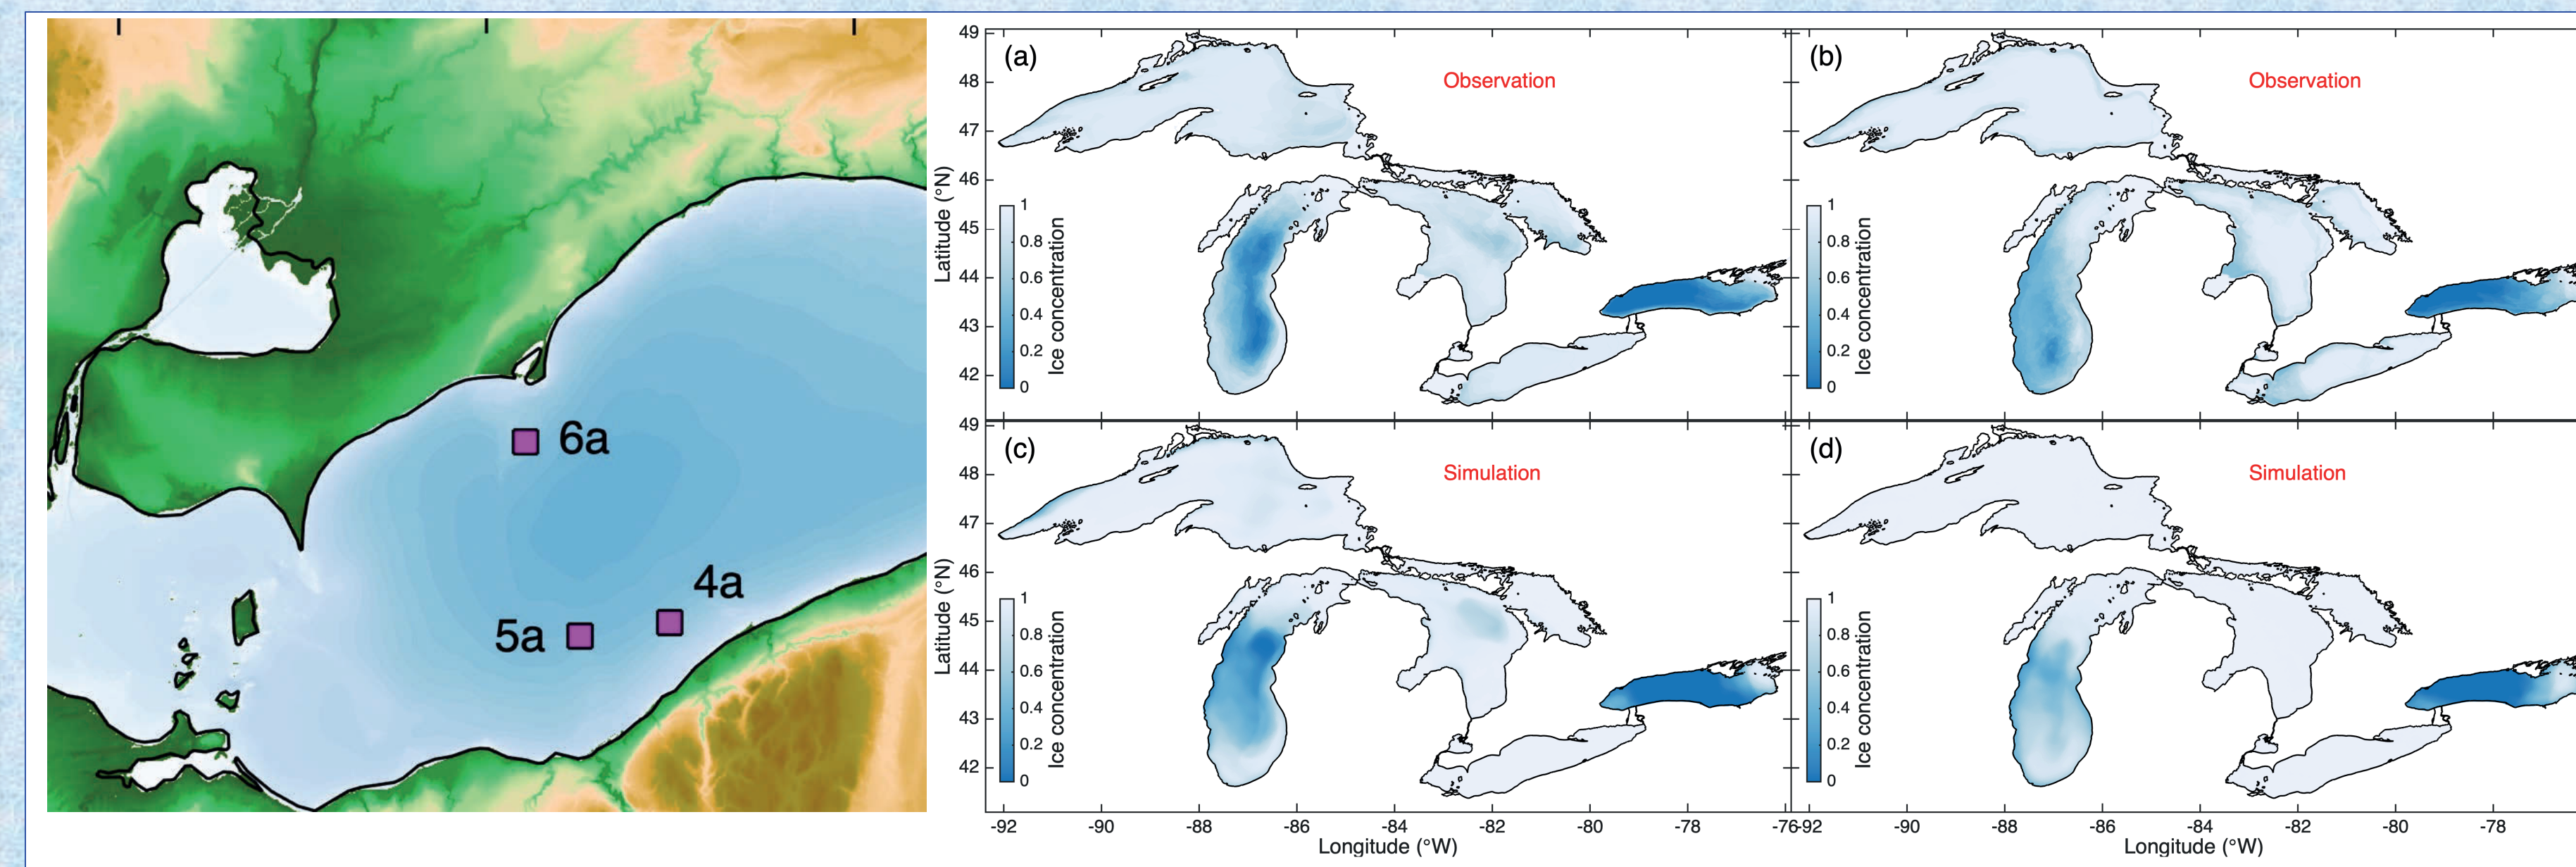 6a
4a
5a
(a)
Observation
49
48
47
46
45
44
43
42
Latitude (°N)
1
0.8
0.6
0.4
0.2
0
Ice concentration
(b)
Observation
1
0.8
0.6
0.4
0.2
0
Ice concentration
(c)
Simulation
49
48
47
46
45
44
43
42
Latitude (°N)
1
0.8
0.6
0.4
0.2
0
Ice concentration
-92 -90 -88 -86 -84 -82 -80 -78 -76
Longitude (°W)
(d)
Simulation
1
0.8
0.6
0.4
0.2
0
Ice concentration
-92 -90 -88 -86 -84 -82 -80 -78
Longitude (°W)